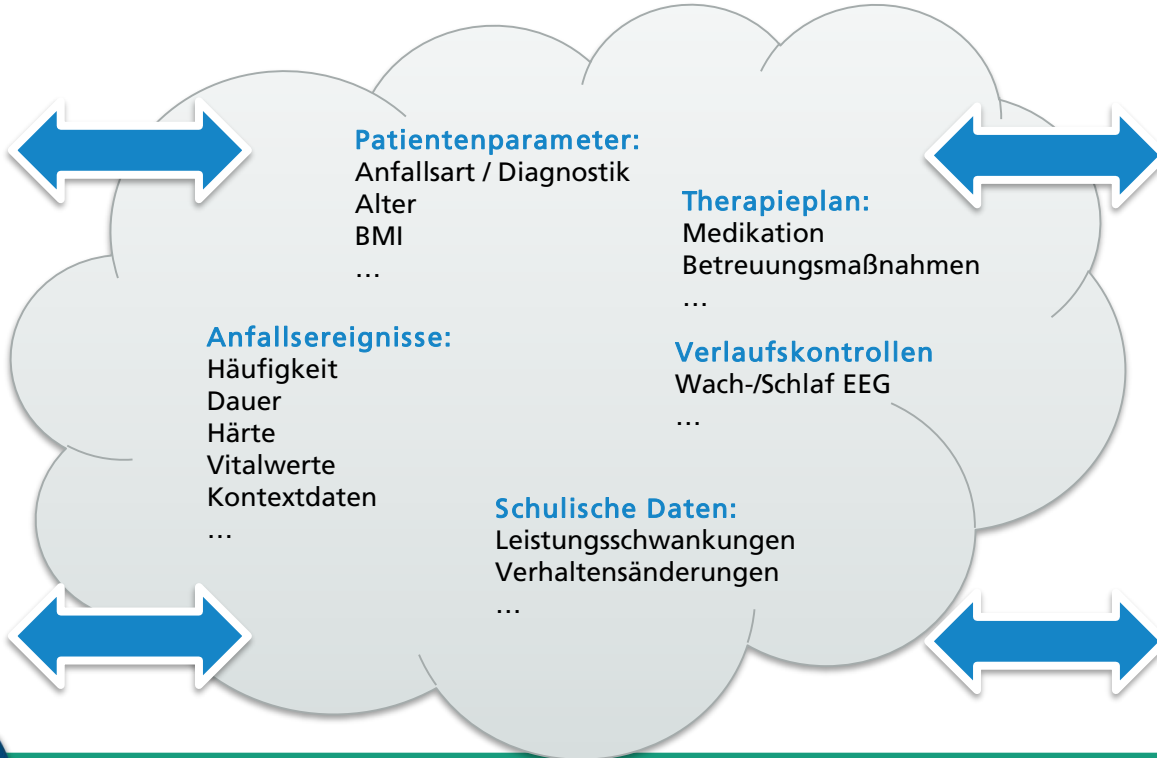 Patientenparameter:
Anfallsart / Diagnostik
Alter
BMI
…
Therapieplan:
Medikation
Betreuungsmaßnahmen
…
Anfallsereignisse:
Häufigkeit
Dauer
Härte
Vitalwerte
Kontextdaten
…
Verlaufskontrollen
Wach-/Schlaf EEG
…
Schulische Daten:
Leistungsschwankungen
Verhaltensänderungen
…